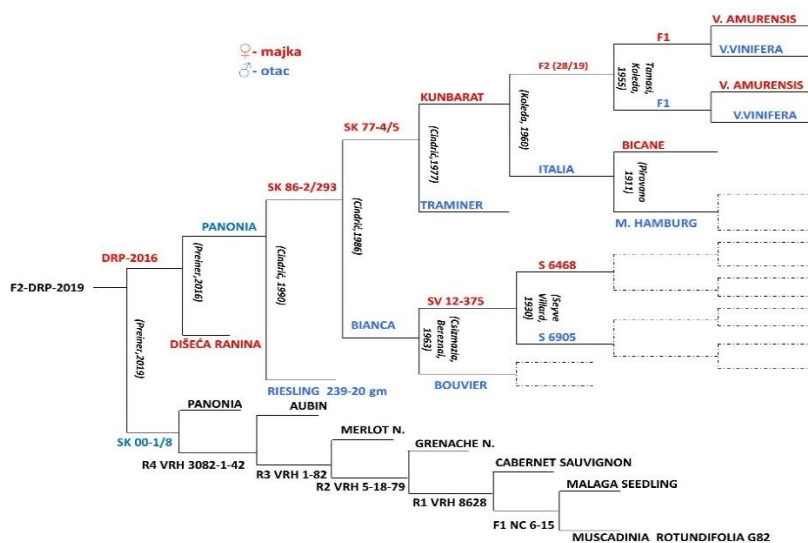 ♀- majka
♂- otac
F1
V. AMURENSIS
V.VINIFERA
F2 (28/19)
(Tamasi, Koleda, 1955)
F1
V. AMURENSIS
V.VINIFERA
KUNBARAT
(Koleda, 1960)
SK 77-4/5
(Cindrić,1977)
BICANE
ITALIA
(Pirovano 1911)
SK 86-2/293
TRAMINER
M. HAMBURG
PANONIA
(Cindrić,1986)
DRP-2016
(Preiner,2016)
(Cindrić, 1990)
S 6468
F2-DRP-2019
SV 12-375
(Seyve Villard, 1930)
(Preiner,2019)
BIANCA
(Csizmazia, Bereznai, 1963)
S 6905
DIŠEĆA RANINA
RIESLING 239-20 gm
BOUVIER
PANONIA
AUBIN
SK 00-1/8
MERLOT N.
R4 VRH 3082-1-42
GRENACHE N.
R3 VRH 1-82
CABERNET SAUVIGNON
R2 VRH 5-18-79
MALAGA SEEDLING
R1 VRH 8628
F1 NC 6-15
MUSCADINIA ROTUNDIFOLIA G82